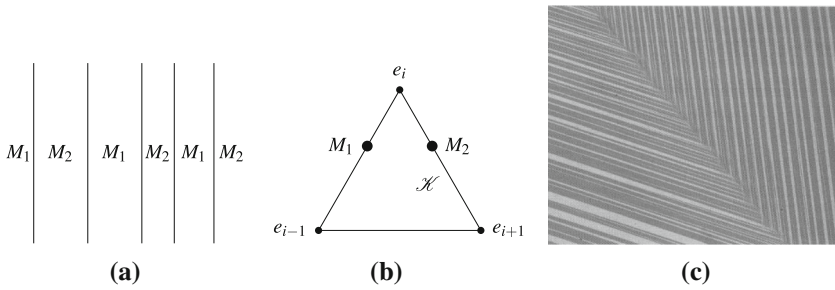 M₁ M₂ M₁ M₂ M₁ M₂
(a)
eᵢ
M₁ M₂
𝒦
eᵢ₋₁ eᵢ₊₁
(b)
(c)